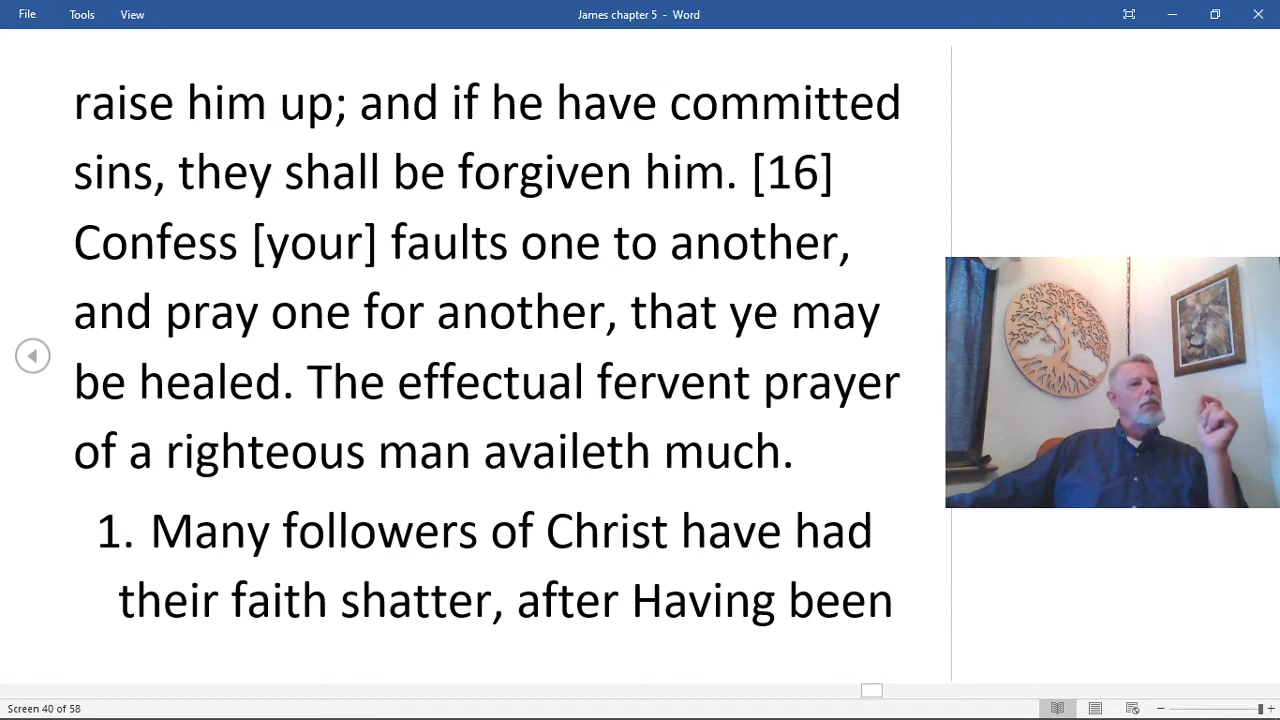 File Tools View James chapter 5 - Word
raise him up; and if he have committed
sins, they shall be forgiven him. [16]
Confess [your] faults one to another,
and pray one for another, that ye may
be healed. The effectual fervent prayer
of a righteous man availeth much.
1. Many followers of Christ have had
their faith shatter, after Having been
Screen 40 of 58